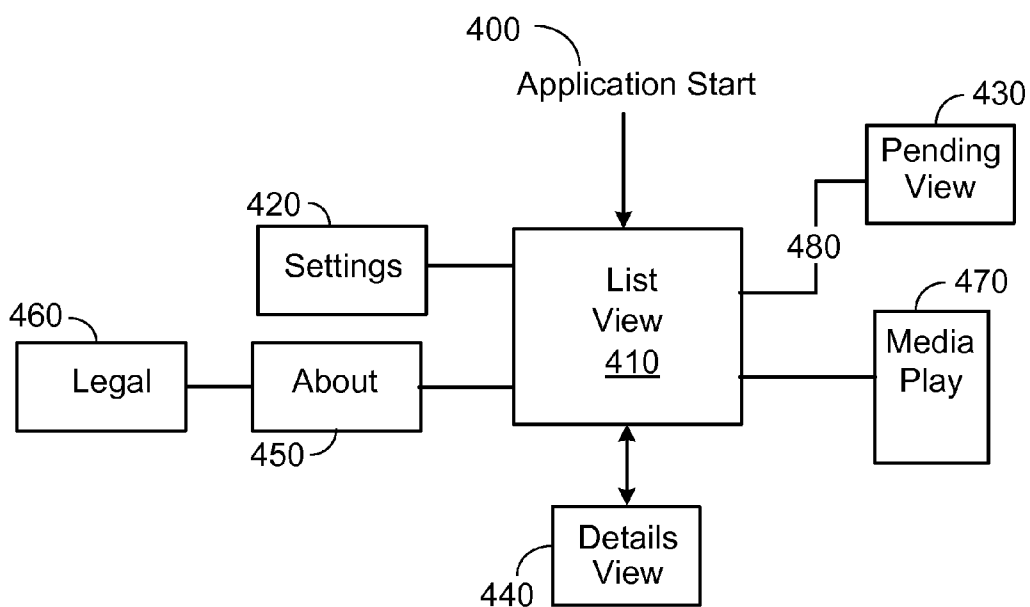 400
Application Start
430
Pending
View
420
Settings
480
List
View
410
470
Media
Play
460
Legal
About
450
Details
View
440